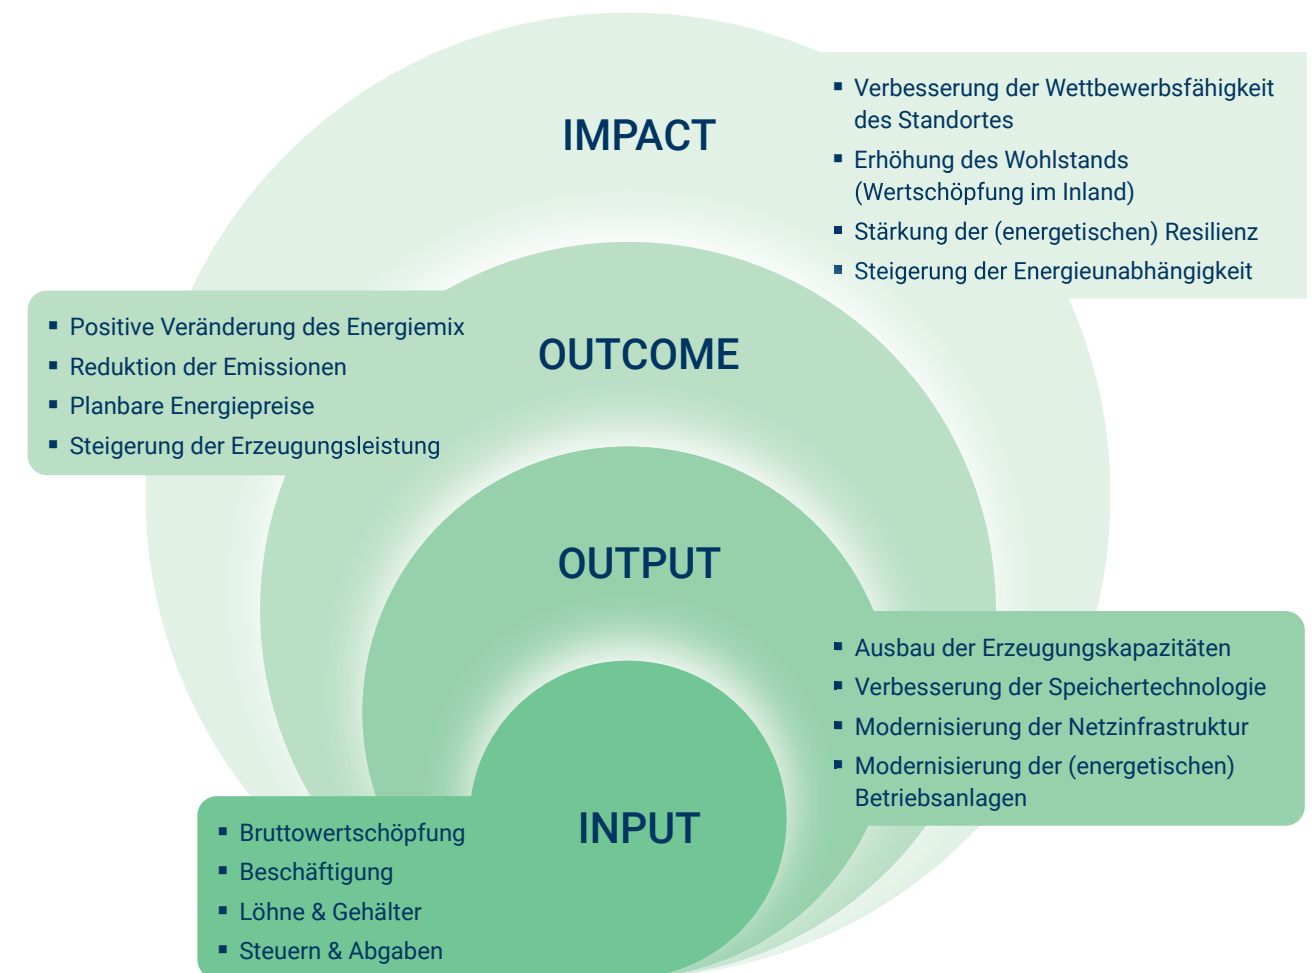 IMPACT
▪ Verbesserung der Wettbewerbsfähigkeit
des Standortes
▪ Erhöhung des Wohlstands
(Wertschöpfung im Inland)
▪ Stärkung der (energetischen) Resilienz
▪ Steigerung der Energieunabhängigkeit
OUTCOME
▪ Positive Veränderung des Energiemix
▪ Reduktion der Emissionen
▪ Planbare Energiepreise
▪ Steigerung der Erzeugungsleistung
OUTPUT
▪ Ausbau der Erzeugungskapazitäten
▪ Verbesserung der Speichertechnologie
▪ Modernisierung der Netzinfrastruktur
▪ Modernisierung der (energetischen)
Betriebsanlagen
INPUT
▪ Bruttowertschöpfung
▪ Beschäftigung
▪ Löhne & Gehälter
▪ Steuern & Abgaben